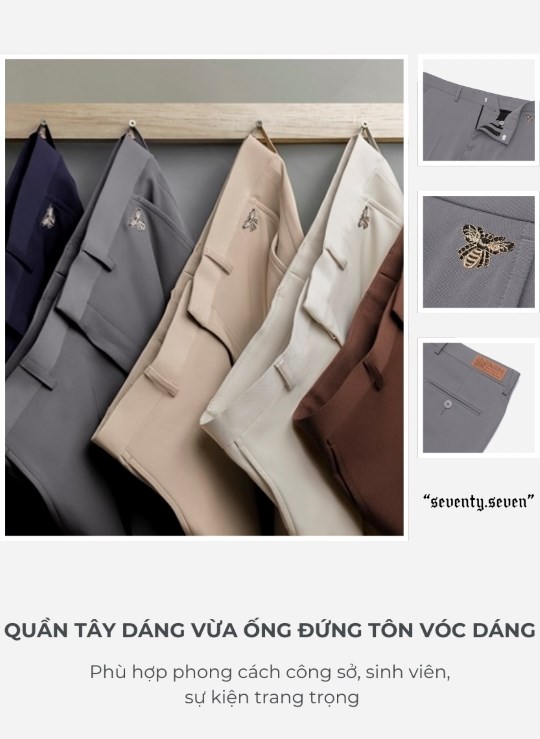 “seventy.seven”
QUẦN TÂY DÁNG VỪA ỐNG ĐỨNG TÔN VÓC DÁNG
Phù hợp phong cách công sở, sinh viên,
sự kiện trang trọng